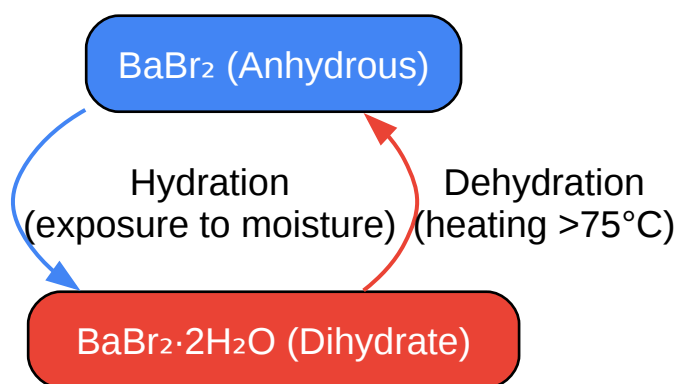 BaBr₂ (Anhydrous)
Hydration
(exposure to moisture)
Dehydration
(heating >75°C)
BaBr₂·2H₂O (Dihydrate)